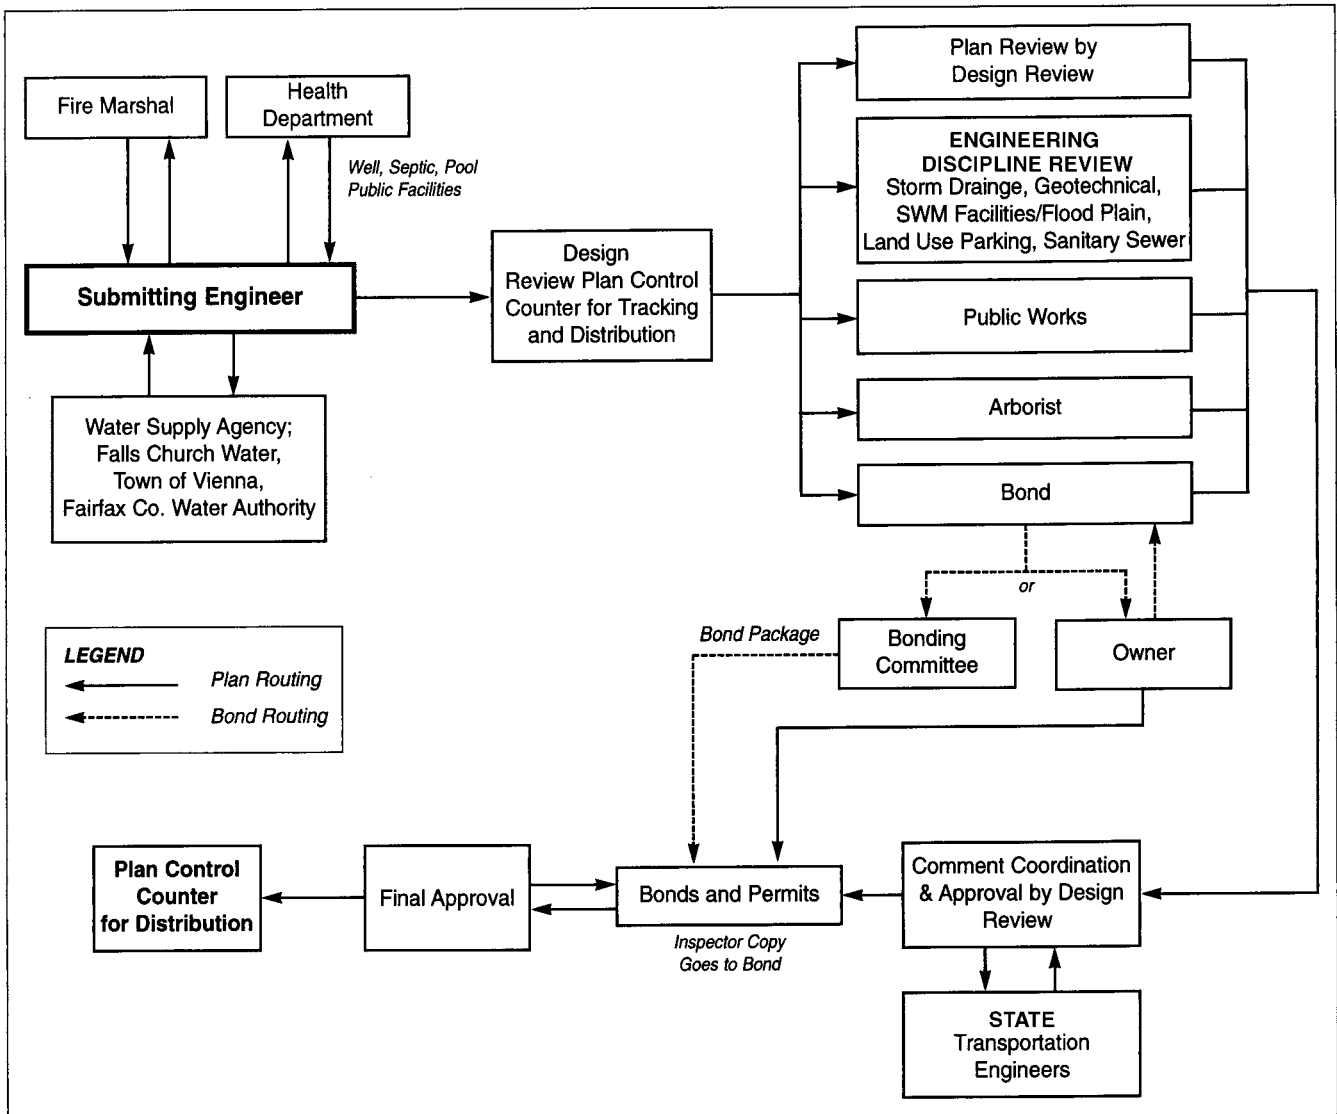 Fire Marshal
Health
Department
Well, Septic, Pool
Public Facilities
Submitting Engineer
Water Supply Agency;
Falls Church Water,
Town of Vienna,
Fairfax Co. Water Authority
Design
Review Plan Control
Counter for Tracking
and Distribution
Plan Review by
Design Review
ENGINEERING
DISCIPLINE REVIEW
Storm Drainge, Geotechnical,
SWM Facilities/Flood Plain,
Land Use Parking, Sanitary Sewer
Public Works
Arborist
Bond
or
Bonding
Committee
Owner
Bond Package
LEGEND
Plan Routing
Bond Routing
Plan Control
Counter
for Distribution
Final Approval
Bonds and Permits
Inspector Copy
Goes to Bond
Comment Coordination
& Approval by Design
Review
STATE
Transportation
Engineers